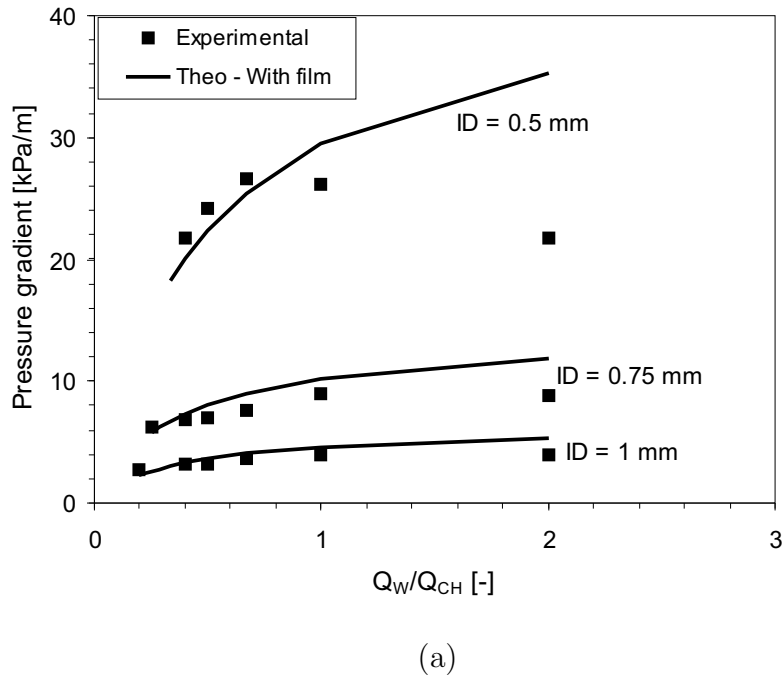 40
Experimental
Theo - With film
30
20
10
0
Pressure gradient [kPa/m]
ID = 0.5 mm
ID = 0.75 mm
ID = 1 mm
0
1
2
3
Q_W/Q_CH [-]
(a)